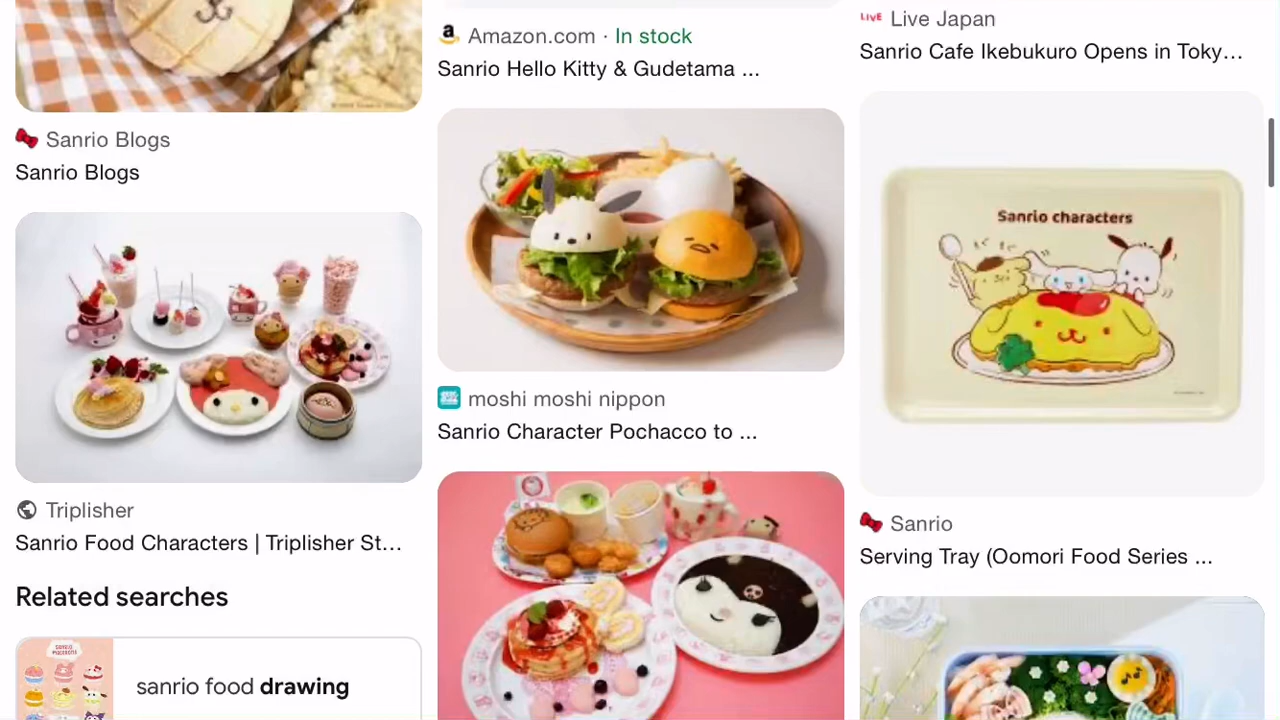 Sanrio Blogs
Sanrio Blogs
Triplisher
Sanrio Food Characters | Triplisher St...
Related searches
sanrio food drawing
Amazon.com · In stock
Sanrio Hello Kitty & Gudetama ...
moshi moshi nippon
Sanrio Character Pochacco to ...
LIVE Live Japan
Sanrio Cafe Ikebukuro Opens in Toky...
Sanrio characters
Sanrio
Serving Tray (Oomori Food Series ...